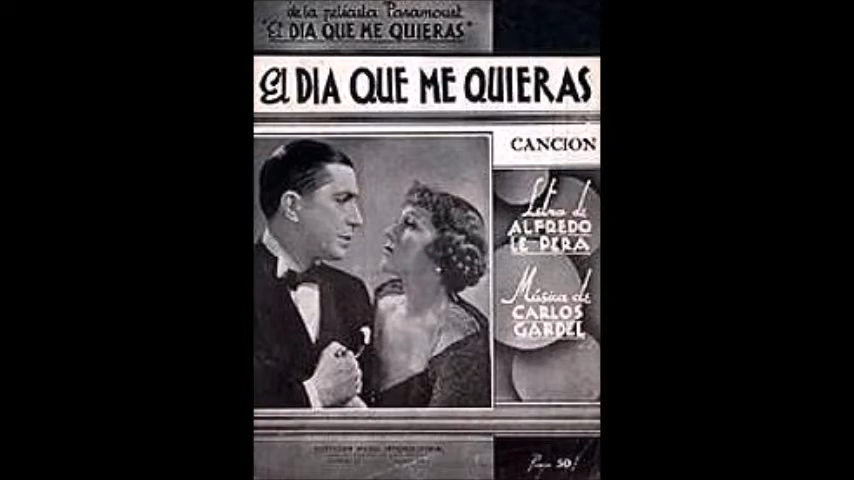 de la película Paramount
"El DIA QUE ME QUIERAS"
El DIA QUE ME QUIERAS
CANCION
Letra de
ALFREDO
LE PERA
Música de
CARLOS
GARDEL
50